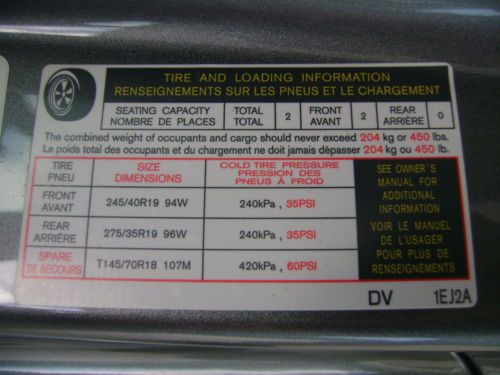 TIRE AND LOADING INFORMATION
RENSEIGNEMENTS SUR LES PNEUS ET LE CHARGEMENT
SEATING CAPACITY TOTAL 2 FRONT 2 REAR 0
NOMBRE DE PLACES TOTAL AVANT ARRIÈRE
The combined weight of occupants and cargo should never exceed 204 kg or 450 lbs.
Le poids total des occupants et du chargement ne doit jamais dépasser 204 kg ou 450 lb.
TIRE SIZE COLD TIRE PRESSURE
PNEU DIMENSIONS PRESSION DES
PNEUS À FROID
FRONT
AVANT 245/40R19 94W 240kPa , 35PSI
REAR
ARRIÈRE 275/35R19 96W 240kPa , 35PSI
SPARE
DE SECOURS T145/70R18 107M 420kPa , 60PSI
SEE OWNER'S
MANUAL FOR
ADDITIONAL
INFORMATION
VOIR LE MANUEL
DE L'USAGER
POUR PLUS DE
RENSEIGNEMENTS
DV 1EJ2A